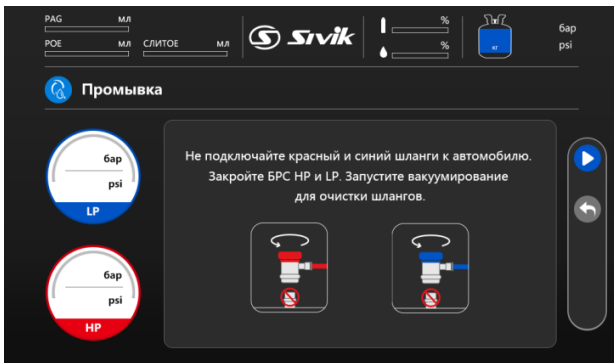 PAG мл
POE мл СЛИТОЕ мл
Sivik
%
%
кг
бар
psi
Промывка
бар
psi
LP
Не подключайте красный и синий шланги к автомобилю.
Закройте БРС HP и LP. Запустите вакуумирование
для очистки шлангов.
бар
psi
HP